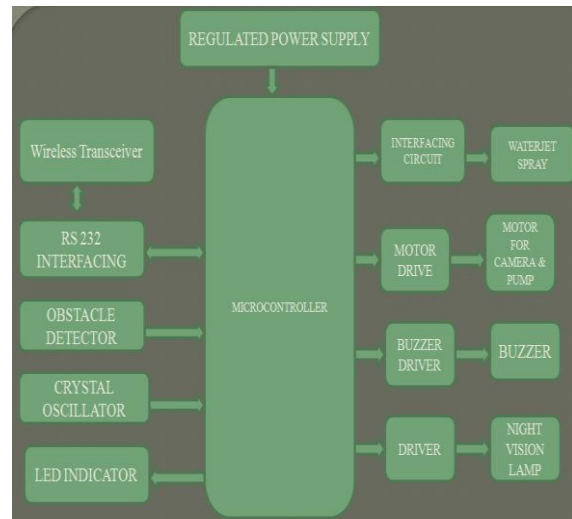 REGULATED POWER SUPPLY
Wireless Transceiver
RS 232
INTERFACING
OBSTACLE
DETECTOR
CRYSTAL
OSCILLATOR
LED INDICATOR
MICROCONTROLLER
INTERFACING
CIRCUIT
WATERJET
SPRAY
MOTOR
DRIVE
MOTOR
FOR
CAMERA &
PUMP
BUZZER
DRIVER
BUZZER
DRIVER
NIGHT
VISION
LAMP